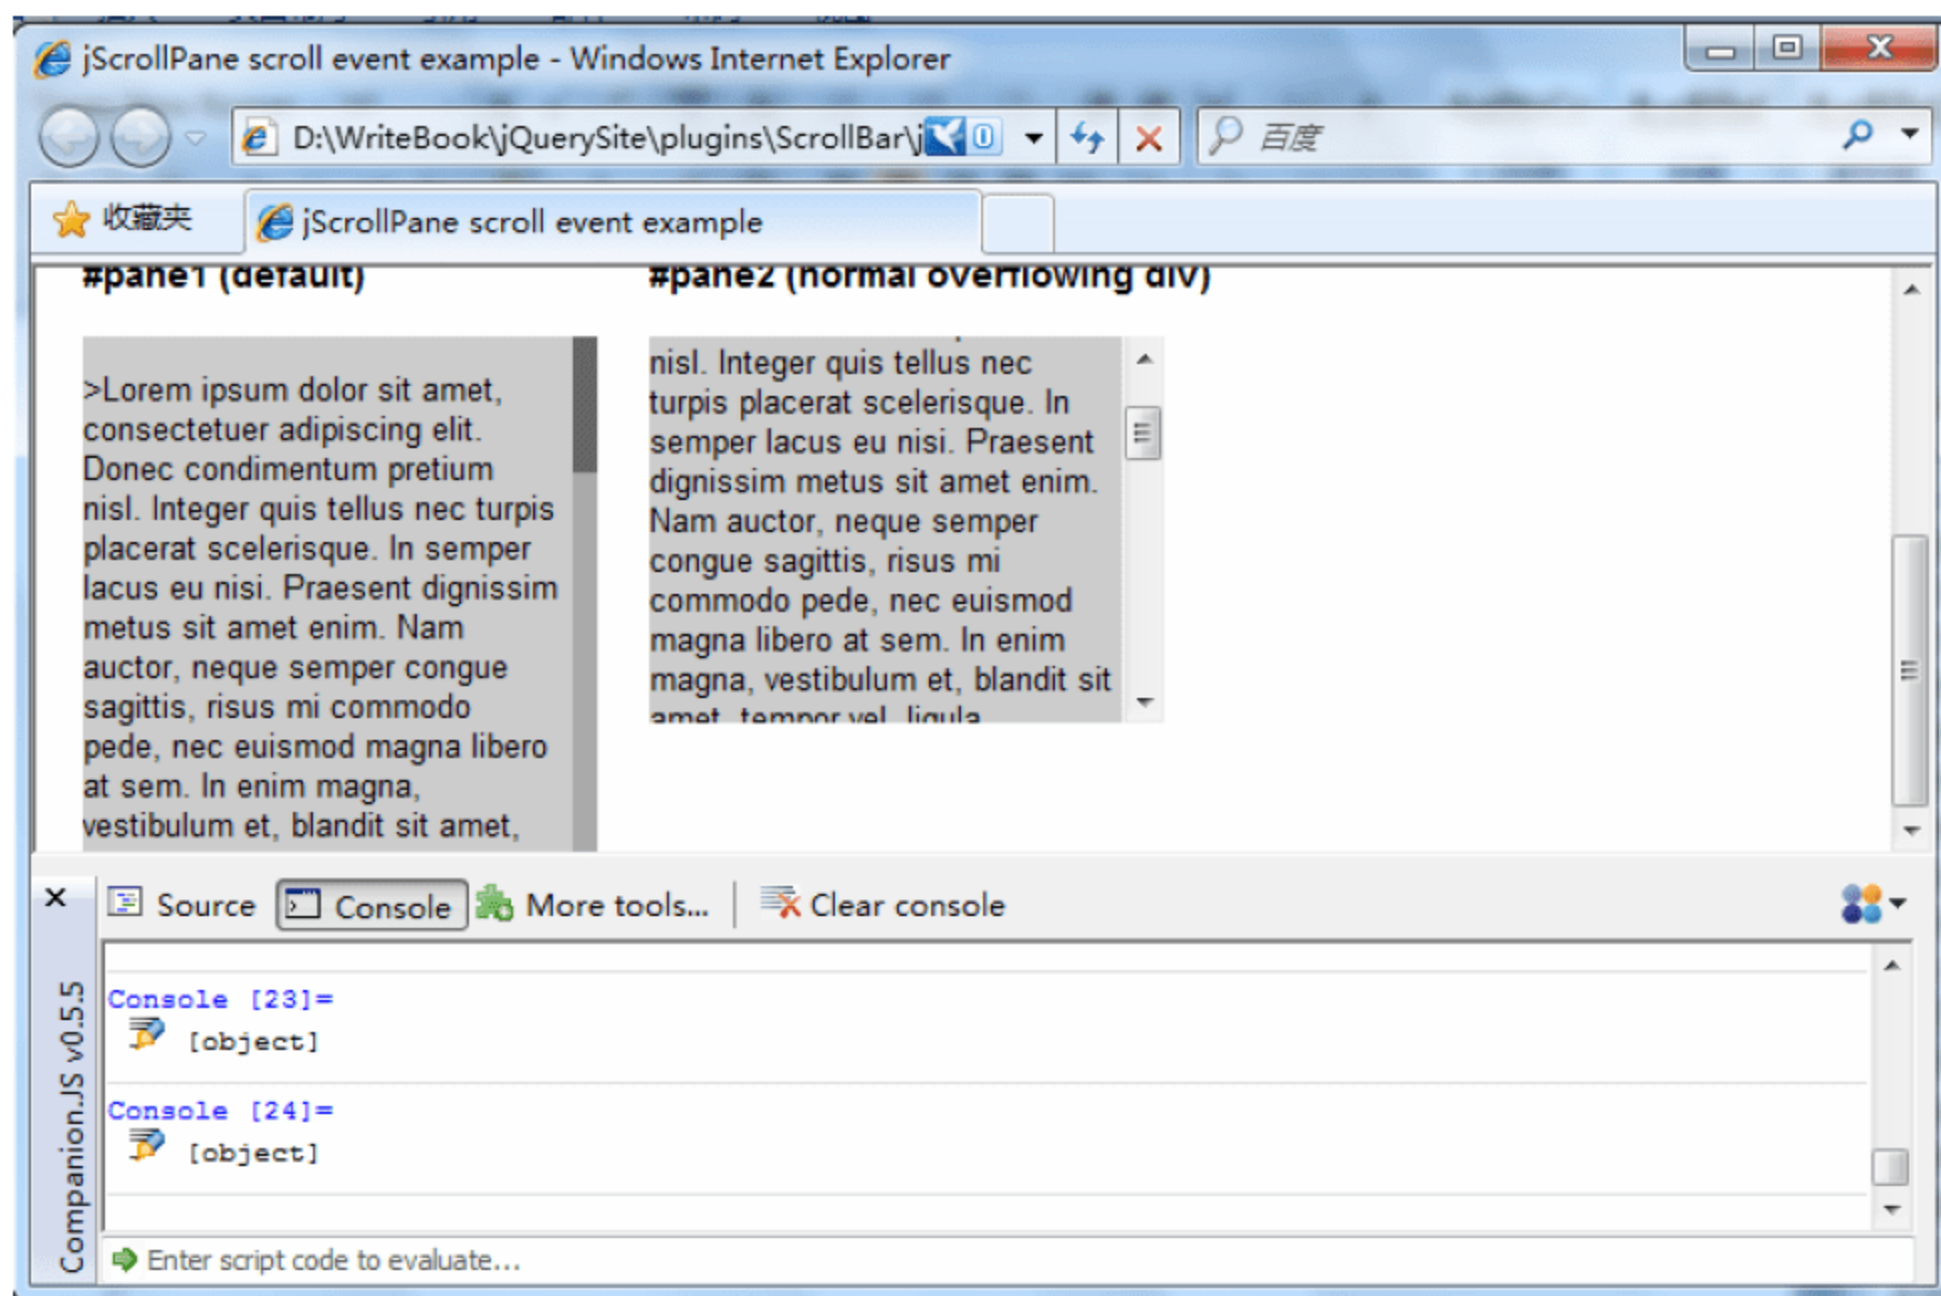 jScrollPane scroll event example - Windows Internet Explorer
D:\WriteBook\jQuerySite\plugins\ScrollBar\j 0
百度
收藏夹
jScrollPane scroll event example
#pane1 (default)
#pane2 (normal overflowing div)
>Lorem ipsum dolor sit amet,
consectetuer adipiscing elit.
Donec condimentum pretium
nisl. Integer quis tellus nec turpis
placerat scelerisque. In semper
lacus eu nisi. Praesent dignissim
metus sit amet enim. Nam
auctor, neque semper congue
sagittis, risus mi commodo
pede, nec euismod magna libero
at sem. In enim magna,
vestibulum et, blandit sit amet,
nisl. Integer quis tellus nec
turpis placerat scelerisque. In
semper lacus eu nisi. Praesent
dignissim metus sit amet enim.
Nam auctor, neque semper
congue sagittis, risus mi
commodo pede, nec euismod
magna libero at sem. In enim
magna, vestibulum et, blandit sit
amet, tempor vel, ligula.
Source
Console
More tools...
Clear console
Console [23]=
[object]
Console [24]=
[object]
Enter script code to evaluate...
Companion.JS v0.5.5